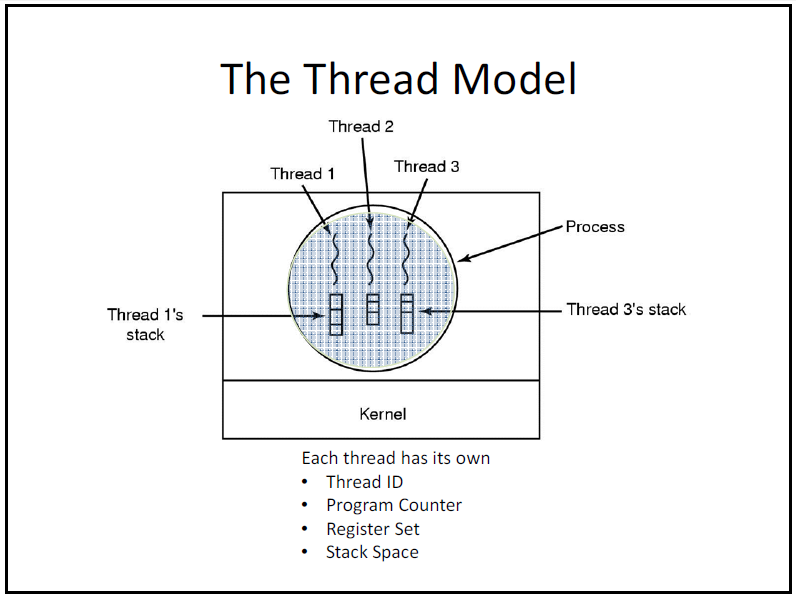 The Thread Model
Thread 2
Thread 1
Thread 3
Process
Thread 1's
stack
Thread 3's stack
Kernel
Each thread has its own
• Thread ID
• Program Counter
• Register Set
• Stack Space